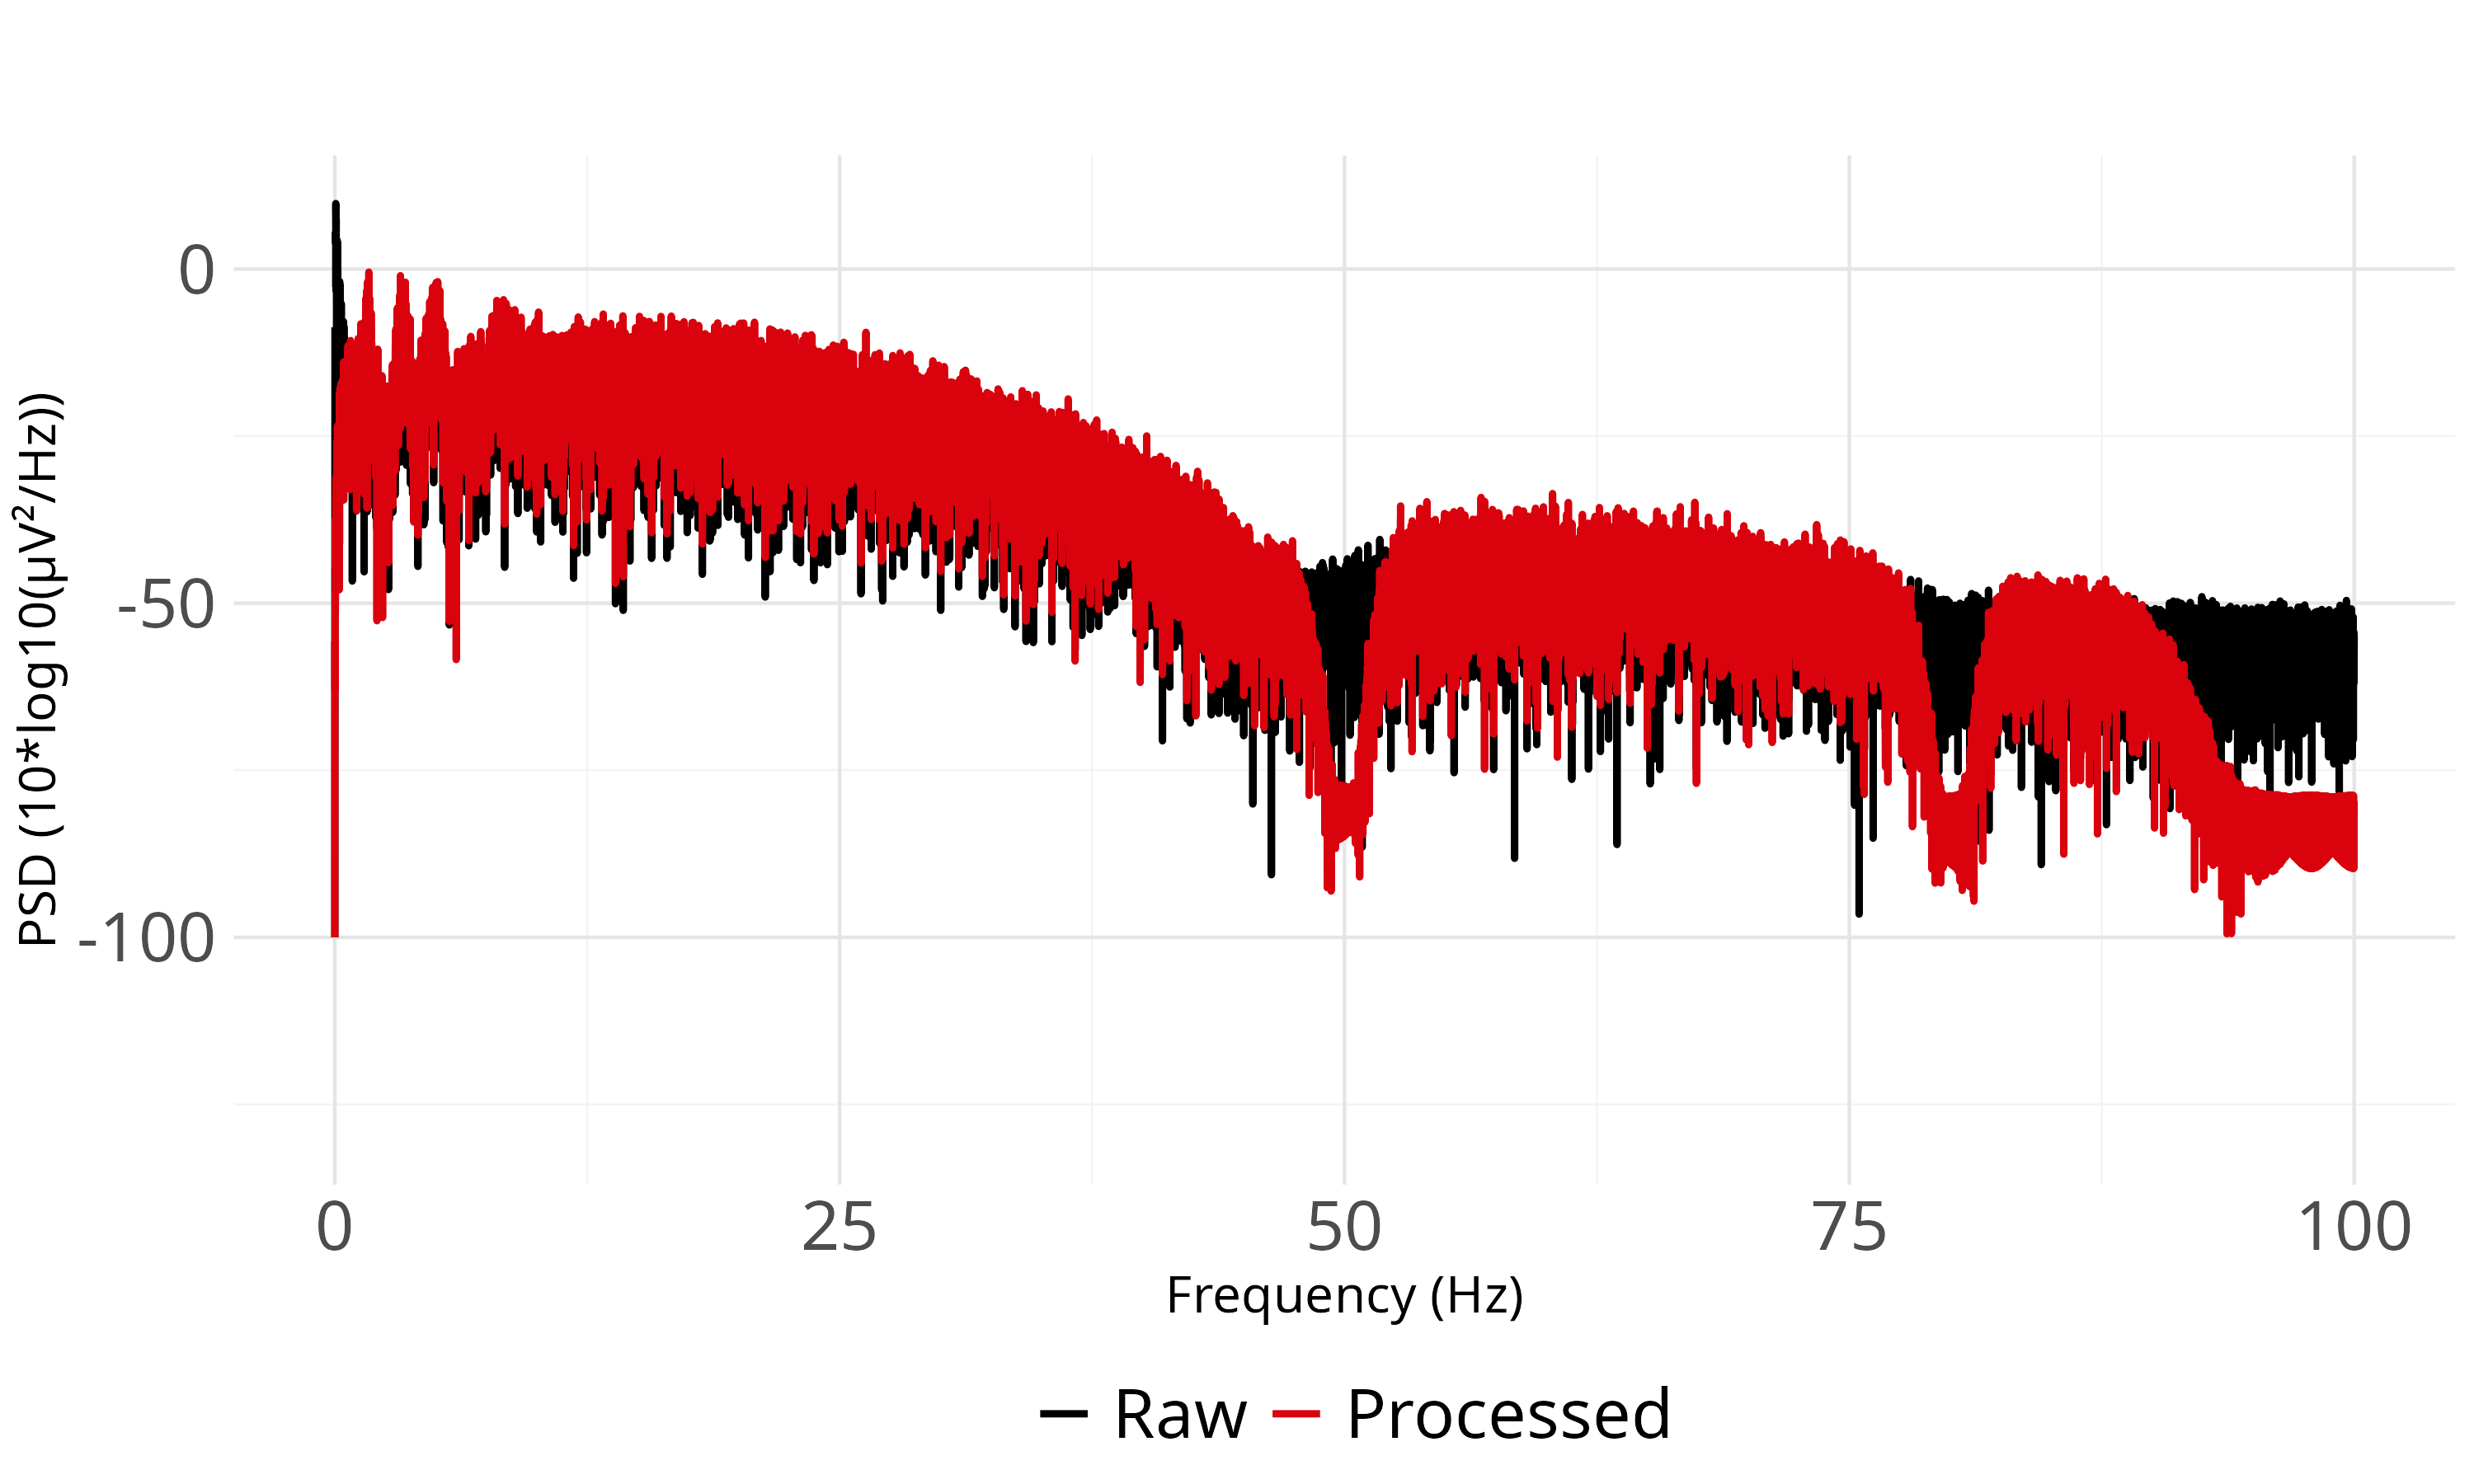 0
-50
-100
PSD (10*log10(µV²/Hz)))
0 25 50 75 100
Frequency (Hz)
Raw Processed